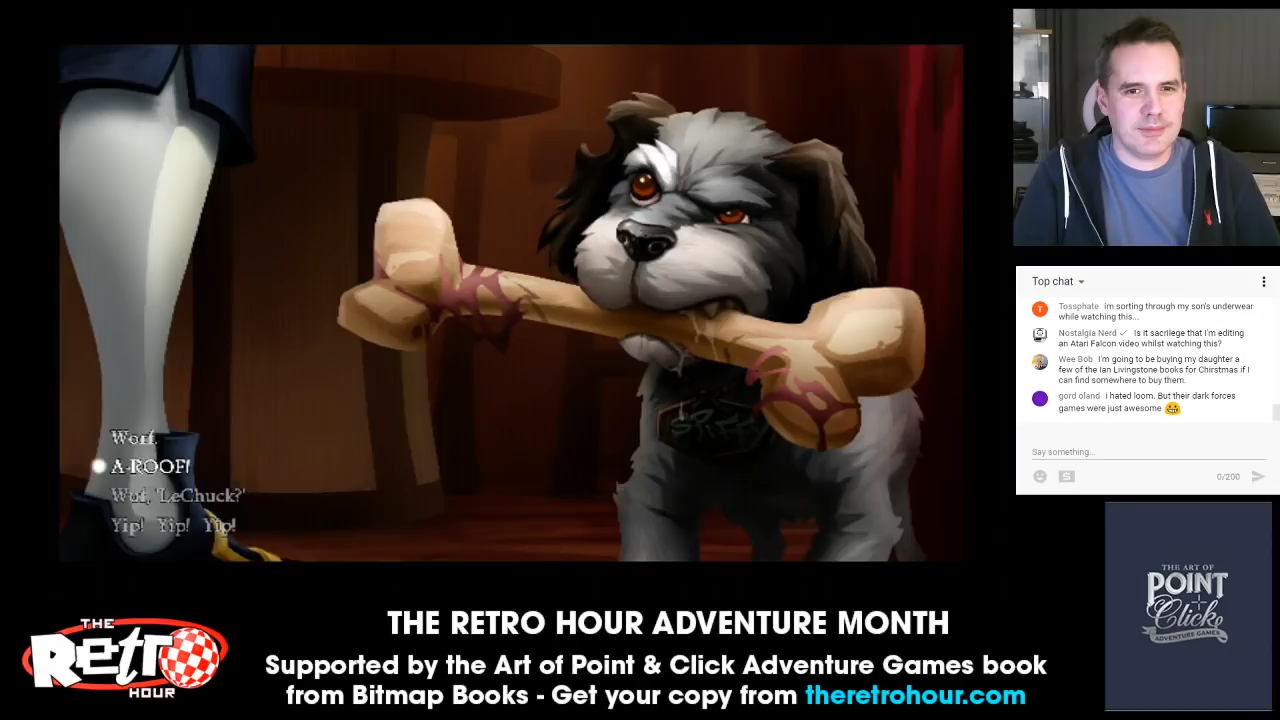 SPIFFY
Worf.
A-ROOF!
Wuf, 'LeChuck?'
Yip! Yip! Yip!
Top chat
T
Tossphate im sorting through my son's underwear
while watching this...
Nostalgia Nerd Is it sacrilege that I'm editing
an Atari Falcon video whilst watching this?
Wee Bob I'm going to be buying my daughter a
few of the Ian Livingstone books for Chirstmas if I
can find somewhere to buy them.
gord oland i hated loom. But their dark forces
games were just awesome
Say something...
0/200
THE ART OF
POINT
Click
ADVENTURE GAMES
THE
Retro
HOUR
THE RETRO HOUR ADVENTURE MONTH
Supported by the Art of Point & Click Adventure Games book
from Bitmap Books - Get your copy from theretrohour.com